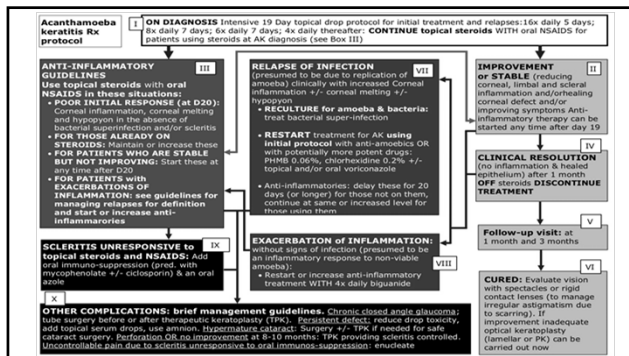 Acanthamoeba
keratitis Rx
protocol
I
ON DIAGNOSIS Intensive 19 Day topical drop protocol for initial treatment and relapses:16x daily 5 days;
8x daily 7 days; 6x daily 7 days; 4x daily thereafter: CONTINUE topical steroids WITH oral NSAIDS for
patients using steroids at AK diagnosis (see Box III)
III
ANTI-INFLAMMATORY
GUIDELINES
Use topical steroids with oral
NSAIDS in these situations:
• POOR INITIAL RESPONSE (at D20):
Corneal inflammation, corneal
melting and hypopyon in the absence of
bacterial superinfection and/or scleritis
• FOR THOSE ALREADY ON
STEROIDS: Maintain or increase these
• FOR PATIENTS WHO ARE STABLE
BUT NOT IMPROVING: Start these at
any time after D20
• FOR PATIENTS with
EXACERBATIONS OF
INFLAMMATION: see guidelines for
managing relapses for definition
and start or increase anti-
inflammaories
VII
RELAPSE OF INFECTION
(presumed to be due to replication of
amoeba) clinically with increased Corneal
inflammation +/- corneal melting +/-
hypopyon
• RECULTURE for amoeba & bacteria:
treat bacterial super-infection
• RESTART treatment for AK using
initial protocol with anti-amoebics OR
with potentially more potent drugs:
PHMB 0.06%, chlorhexidine 0.2% +/-
topical and/or oral voriconazole
• Anti-inflammatories: delay these for 20
days (or longer) for those not on them,
continue at same or increased level for
those using them
II
IMPROVEMENT
or STABLE (reducing
corneal, limbal and scleral
inflammation and/orhealing
corneal defect and/or
improving symptoms Anti-
inflammatory therapy can be
started any time after day 19
IV
CLINICAL RESOLUTION
(no inflammation & healed
epithelium) after 1 month
OFF steroids DISCONTINUE
TREATMENT
V
Follow-up visit: at
1 month and 3 months
VI
CURED: Evaluate vision
with spectacles or rigid
contact lenses (to manage
irregular astigmatism due
to scarring). If
improvement inadequate
optical keratoplasty
(lamellar or PK) can be
carried out now
VIII
EXACERBATION OF INFLAMMATION:
without signs of infection (presumed to be
an inflammatory response to non-viable
amoeba):
• Restart or increase anti-inflammatory
treatment WITH 4x daily biguanide
IX
SCLERITIS UNRESPONSIVE to
topical steroids and NSAIDS: Add
oral immuno-suppression (pred. with
mycophenolate +/- ciclosporin) & an oral
azole
X
OTHER COMPLICATIONS: brief management guidelines. Chronic closed angle glaucoma:
tube surgery before or after therapeutic keratoplasty (TPK). Persistent defect: reduce drop toxicity,
add topical serum drops, use amnion. Hypermature cataract: Surgery +/- TPK if needed for safe
cataract surgery. Perforation OR no improvement at 8-10 months: TPK providing scleritis controlled.
Uncontrollable pain due to scleritis unresponsive to oral immunos-suppression: enucleate